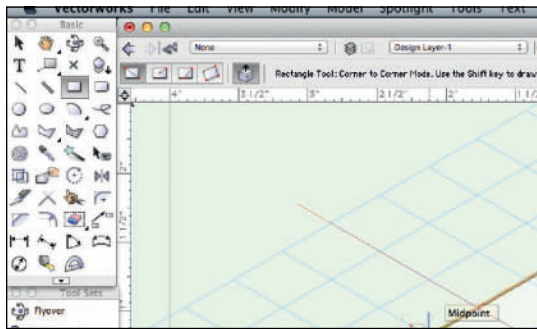 Vectorworks File Edit View Modify Model Spotlight Tools Text
Basic
None
Design Layer-1
Rectangle Tool: Corner to Corner Mode. Use the Shift key to draw
4" 3 1/2" 3" 2 1/2" 2" 1 1/
2"
1 1/2"
Tool Sets
Flyover
Midpoint